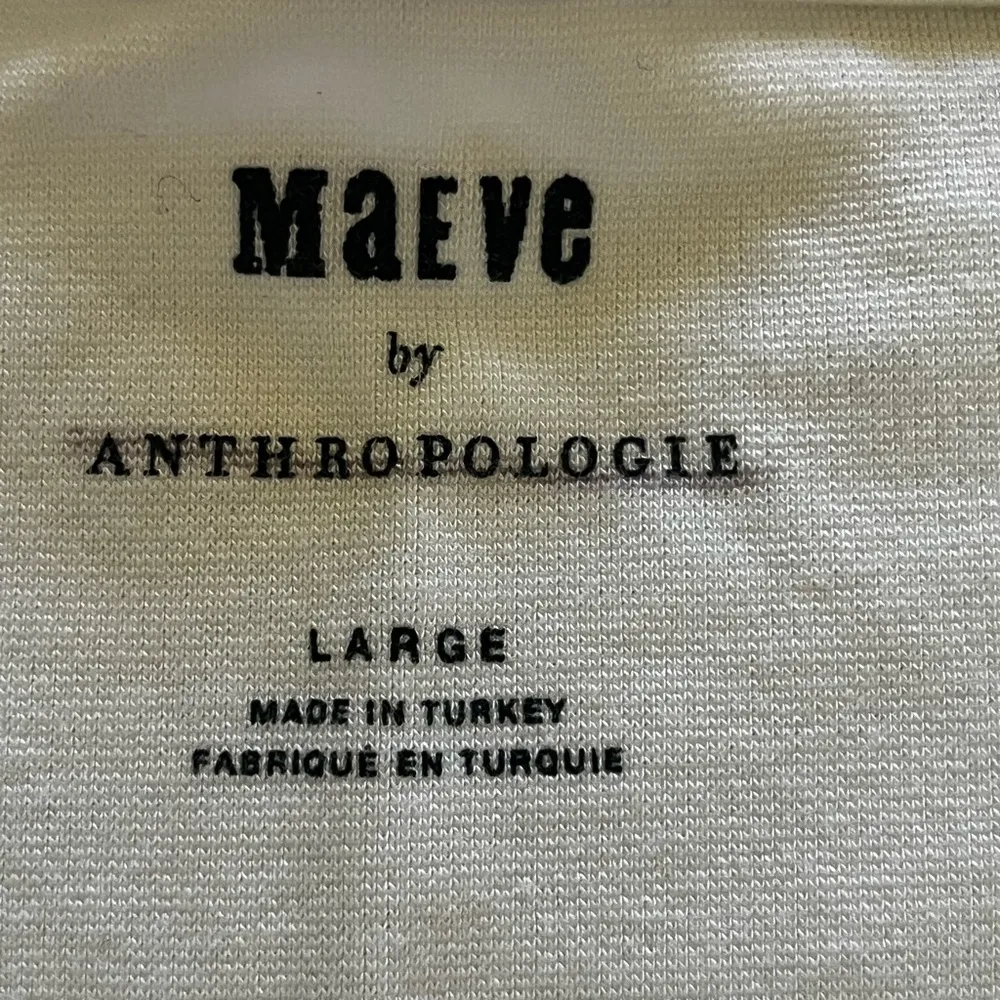 MaEve
by
ANTHROPOLOGIE
LARGE
MADE IN TURKEY
FABRIQUÉ EN TURQUIE